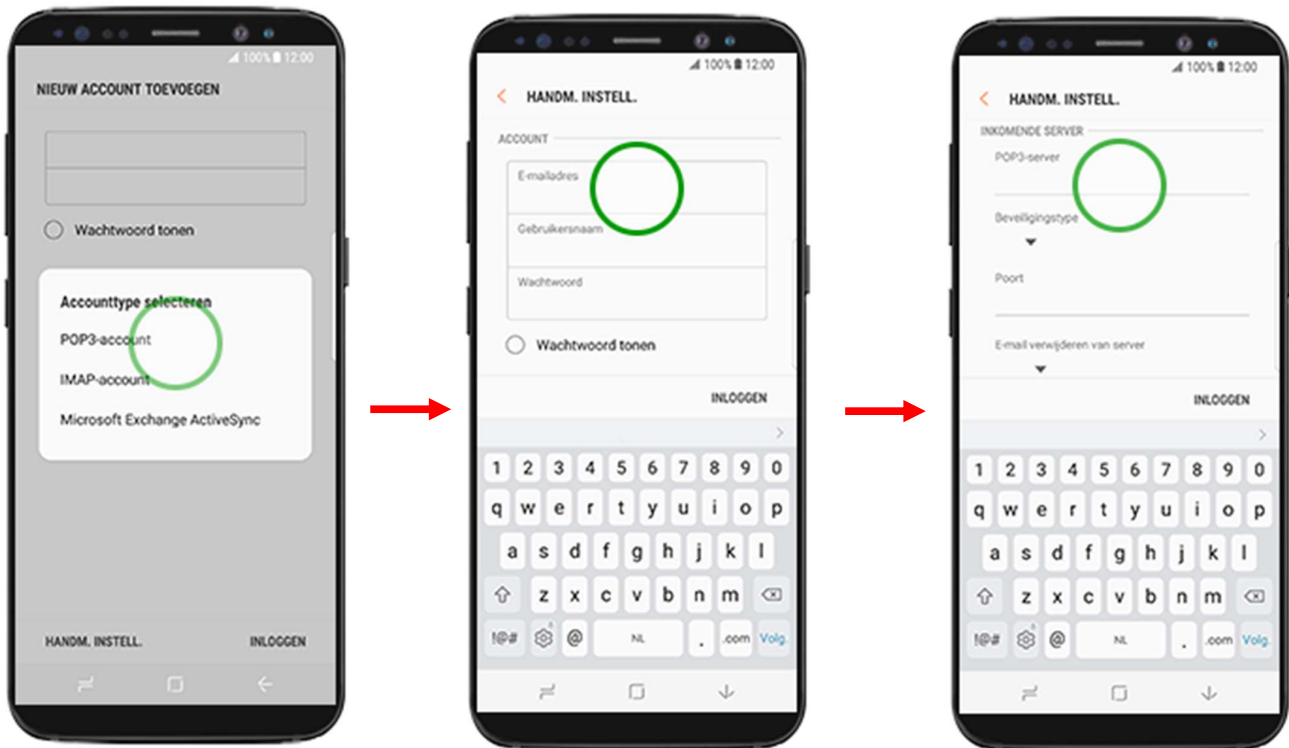 100% 12:00
NIEUW ACCOUNT TOEVOEGEN
Wachtwoord tonen
Accounttype selecteren
POP3-account
IMAP-account
Microsoft Exchange ActiveSync
HANDM. INSTELL.
INLOGGEN
100% 12:00
HANDM. INSTELL.
ACCOUNT
E-mailadres
Gebruikersnaam
Wachtwoord
Wachtwoord tonen
INLOGGEN
1 2 3 4 5 6 7 8 9 0
q w e r t y u i o p
a s d f g h j k l
z x c v b n m
!@# @ NL . .com Volg.
100% 12:00
HANDM. INSTELL.
INKOMENDE SERVER
POP3-server
Beveiligingstype
Poort
E-mail verwijderen van server
INLOGGEN
1 2 3 4 5 6 7 8 9 0
q w e r t y u i o p
a s d f g h j k l
z x c v b n m
!@# @ NL . .com Volg.